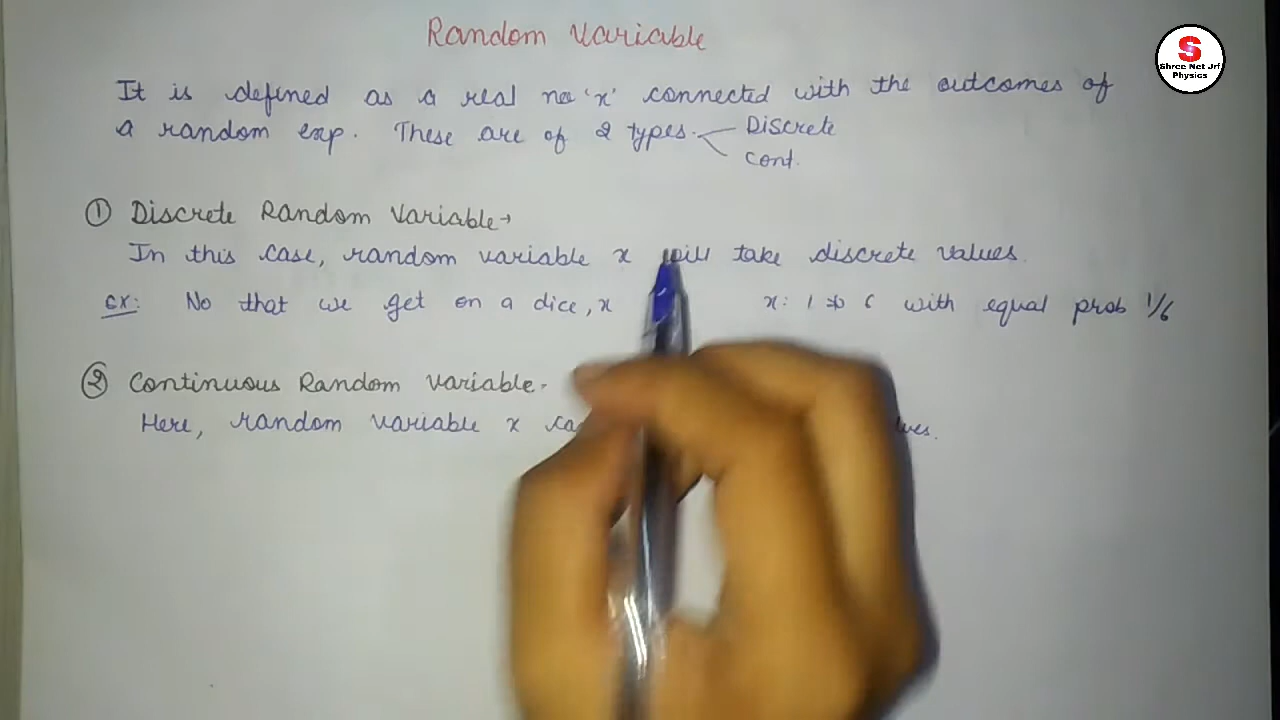 Random Variable
It is defined as a real no 'x' connected with the outcomes of
a random exp. These are of 2 types. Discrete
cont.
① Discrete Random Variable→
In this case, random variable x will take discrete values.
ex: No that we get on a dice, x x: 1 to 6 with equal prob 1/6
② Continuous Random Variable-
Here, random variable x
S
Shree Net Jrf
Physics